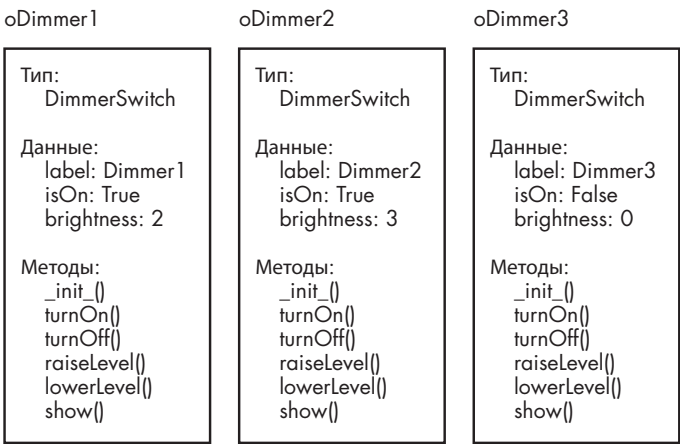 oDimmer1
Тип:
DimmerSwitch
Данные:
label: Dimmer1
isOn: True
brightness: 2
Методы:
_init_()
turnOn()
turnOff()
raiseLevel()
lowerLevel()
show()
oDimmer2
Тип:
DimmerSwitch
Данные:
label: Dimmer2
isOn: True
brightness: 3
Методы:
_init_()
turnOn()
turnOff()
raiseLevel()
lowerLevel()
show()
oDimmer3
Тип:
DimmerSwitch
Данные:
label: Dimmer3
isOn: False
brightness: 0
Методы:
_init_()
turnOn()
turnOff()
raiseLevel()
lowerLevel()
show()